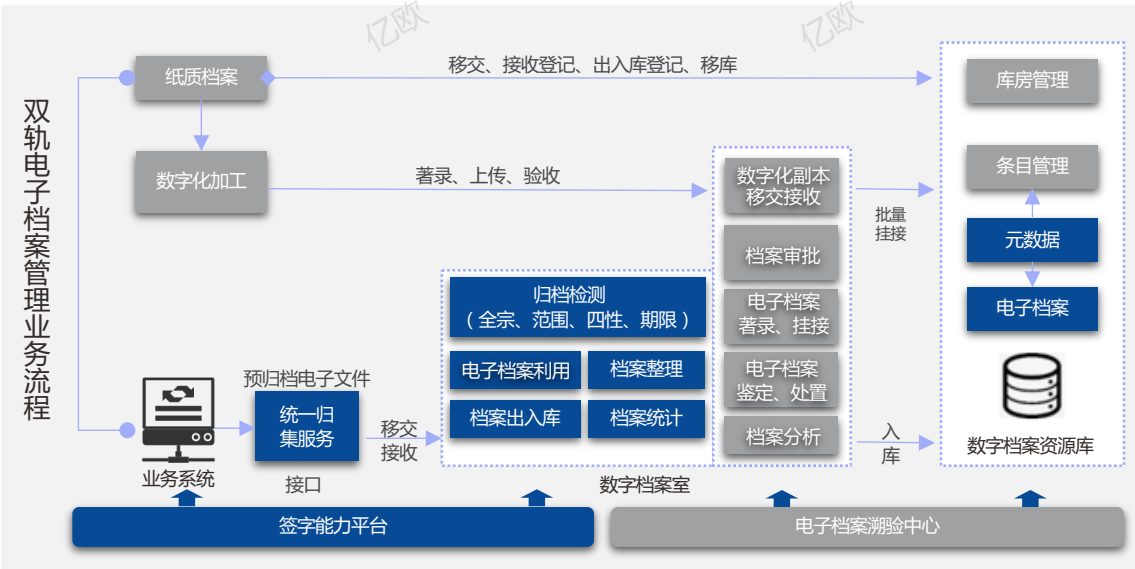 亿欧
亿欧
双轨电子档案管理业务流程
纸质档案
移交、接收登记、出入库登记、移库
库房管理
数字化加工
著录、上传、验收
数字化副本
移交接收
批量
挂接
条目管理
元数据
电子档案
档案审批
归档检测
（全宗、范围、四性、期限）
电子档案
著录、挂接
电子档案利用
档案整理
电子档案
鉴定、处置
档案出入库
档案统计
档案分析
预归档电子文件
统一归
集服务
移交
接收
入
库
数字档案资源库
业务系统
接口
数字档案室
签字能力平台
电子档案溯验中心